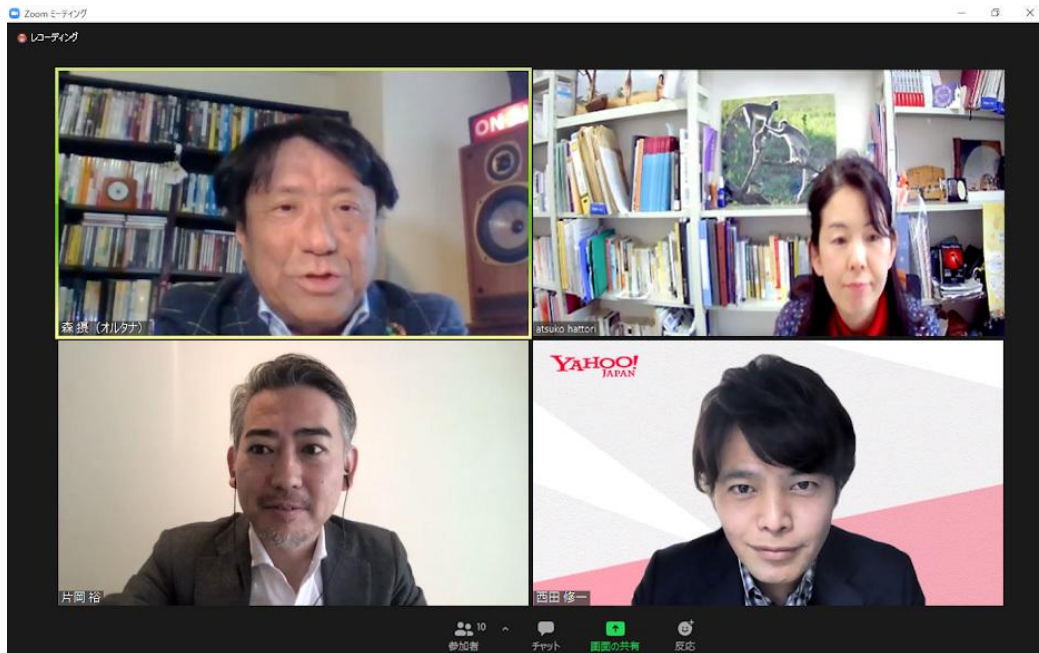 Zoom ミーティング
レコーディング
ON
森 摂（オルタナ）
atsuko hattori
YAHOO!
JAPAN
片岡 裕
西田 修一
10
参加者
チャット
画面の共有
反応